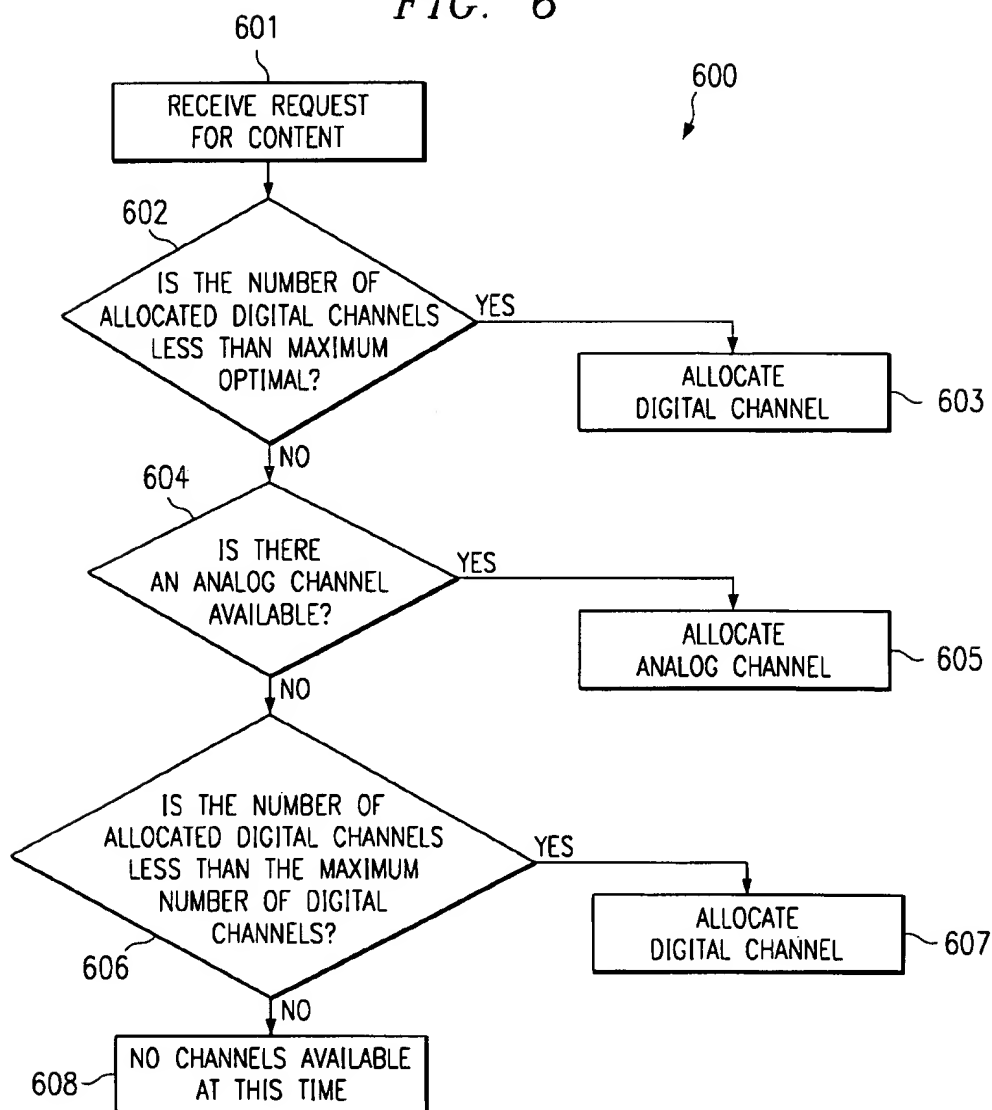 FIG. 6
601
600
RECEIVE REQUEST
FOR CONTENT
602
IS THE NUMBER OF
ALLOCATED DIGITAL CHANNELS
LESS THAN MAXIMUM
OPTIMAL?
YES
ALLOCATE
DIGITAL CHANNEL
603
NO
604
IS THERE
AN ANALOG CHANNEL
AVAILABLE?
YES
ALLOCATE
ANALOG CHANNEL
605
NO
IS THE NUMBER OF
ALLOCATED DIGITAL CHANNELS
LESS THAN THE MAXIMUM
NUMBER OF DIGITAL
CHANNELS?
YES
ALLOCATE
DIGITAL CHANNEL
607
606
NO
NO CHANNELS AVAILABLE
AT THIS TIME
608